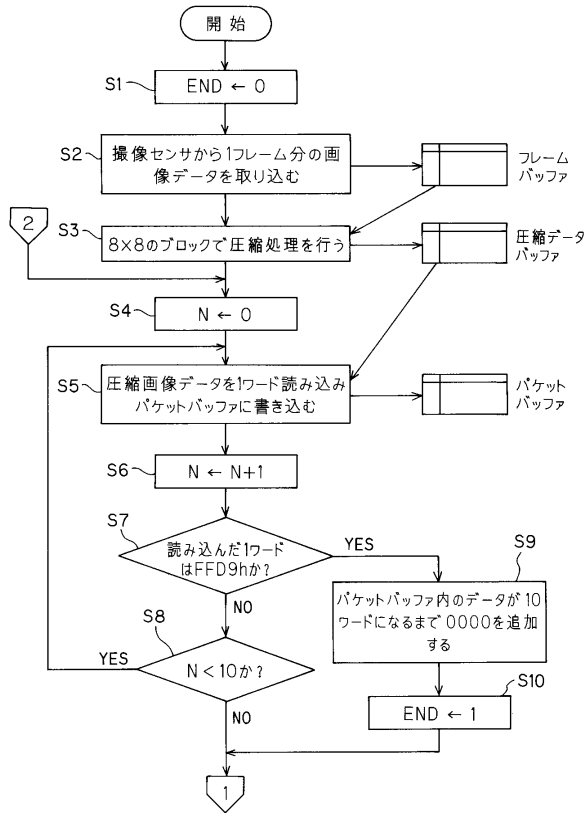 開始
S1
END ← 0
S2
撮像センサから1フレーム分の画
像データを取り込む
フレーム
バッファ
2
S3
8×8のブロックで圧縮処理を行う
圧縮データ
バッファ
S4
N ← 0
S5
圧縮画像データを1ワード読み込み
パケットバッファに書き込む
パケット
バッファ
S6
N ← N+1
S7
読み込んだ1ワード
はFFD9hか?
YES
NO
S9
パケットバッファ内のデータが10
ワードになるまで0000を追加
する
S8
N<10か?
YES
NO
S10
END ← 1
1